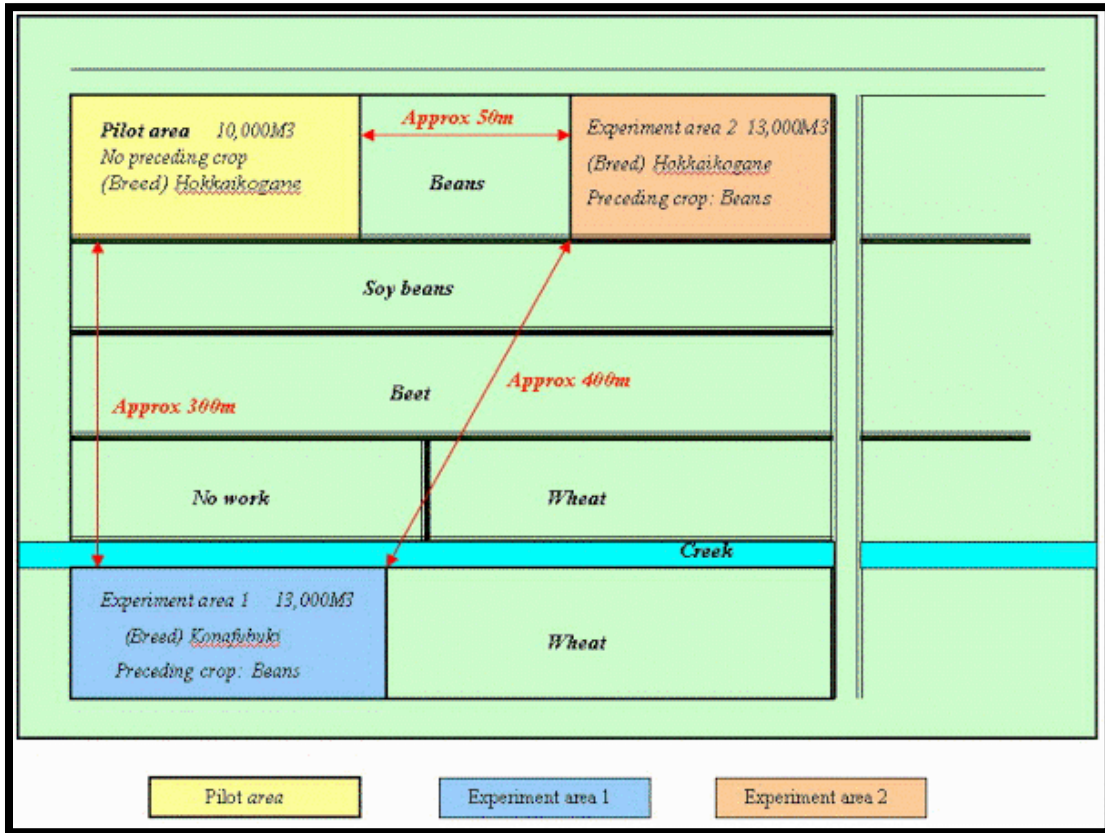 Pilot area 10,000M3
No preceding crop
(Breed) Hokkaikogane
Approx 50m
Beans
Experiment area 2 13,000M3
(Breed) Hokkaikogane
Preceding crop: Beans
Soy beans
Approx 300m
Beet
Approx 400m
No work
Wheat
Creek
Experiment area 1 13,000M3
(Breed) Konafubuki
Preceding crop: Beans
Wheat
Pilot area
Experiment area 1
Experiment area 2